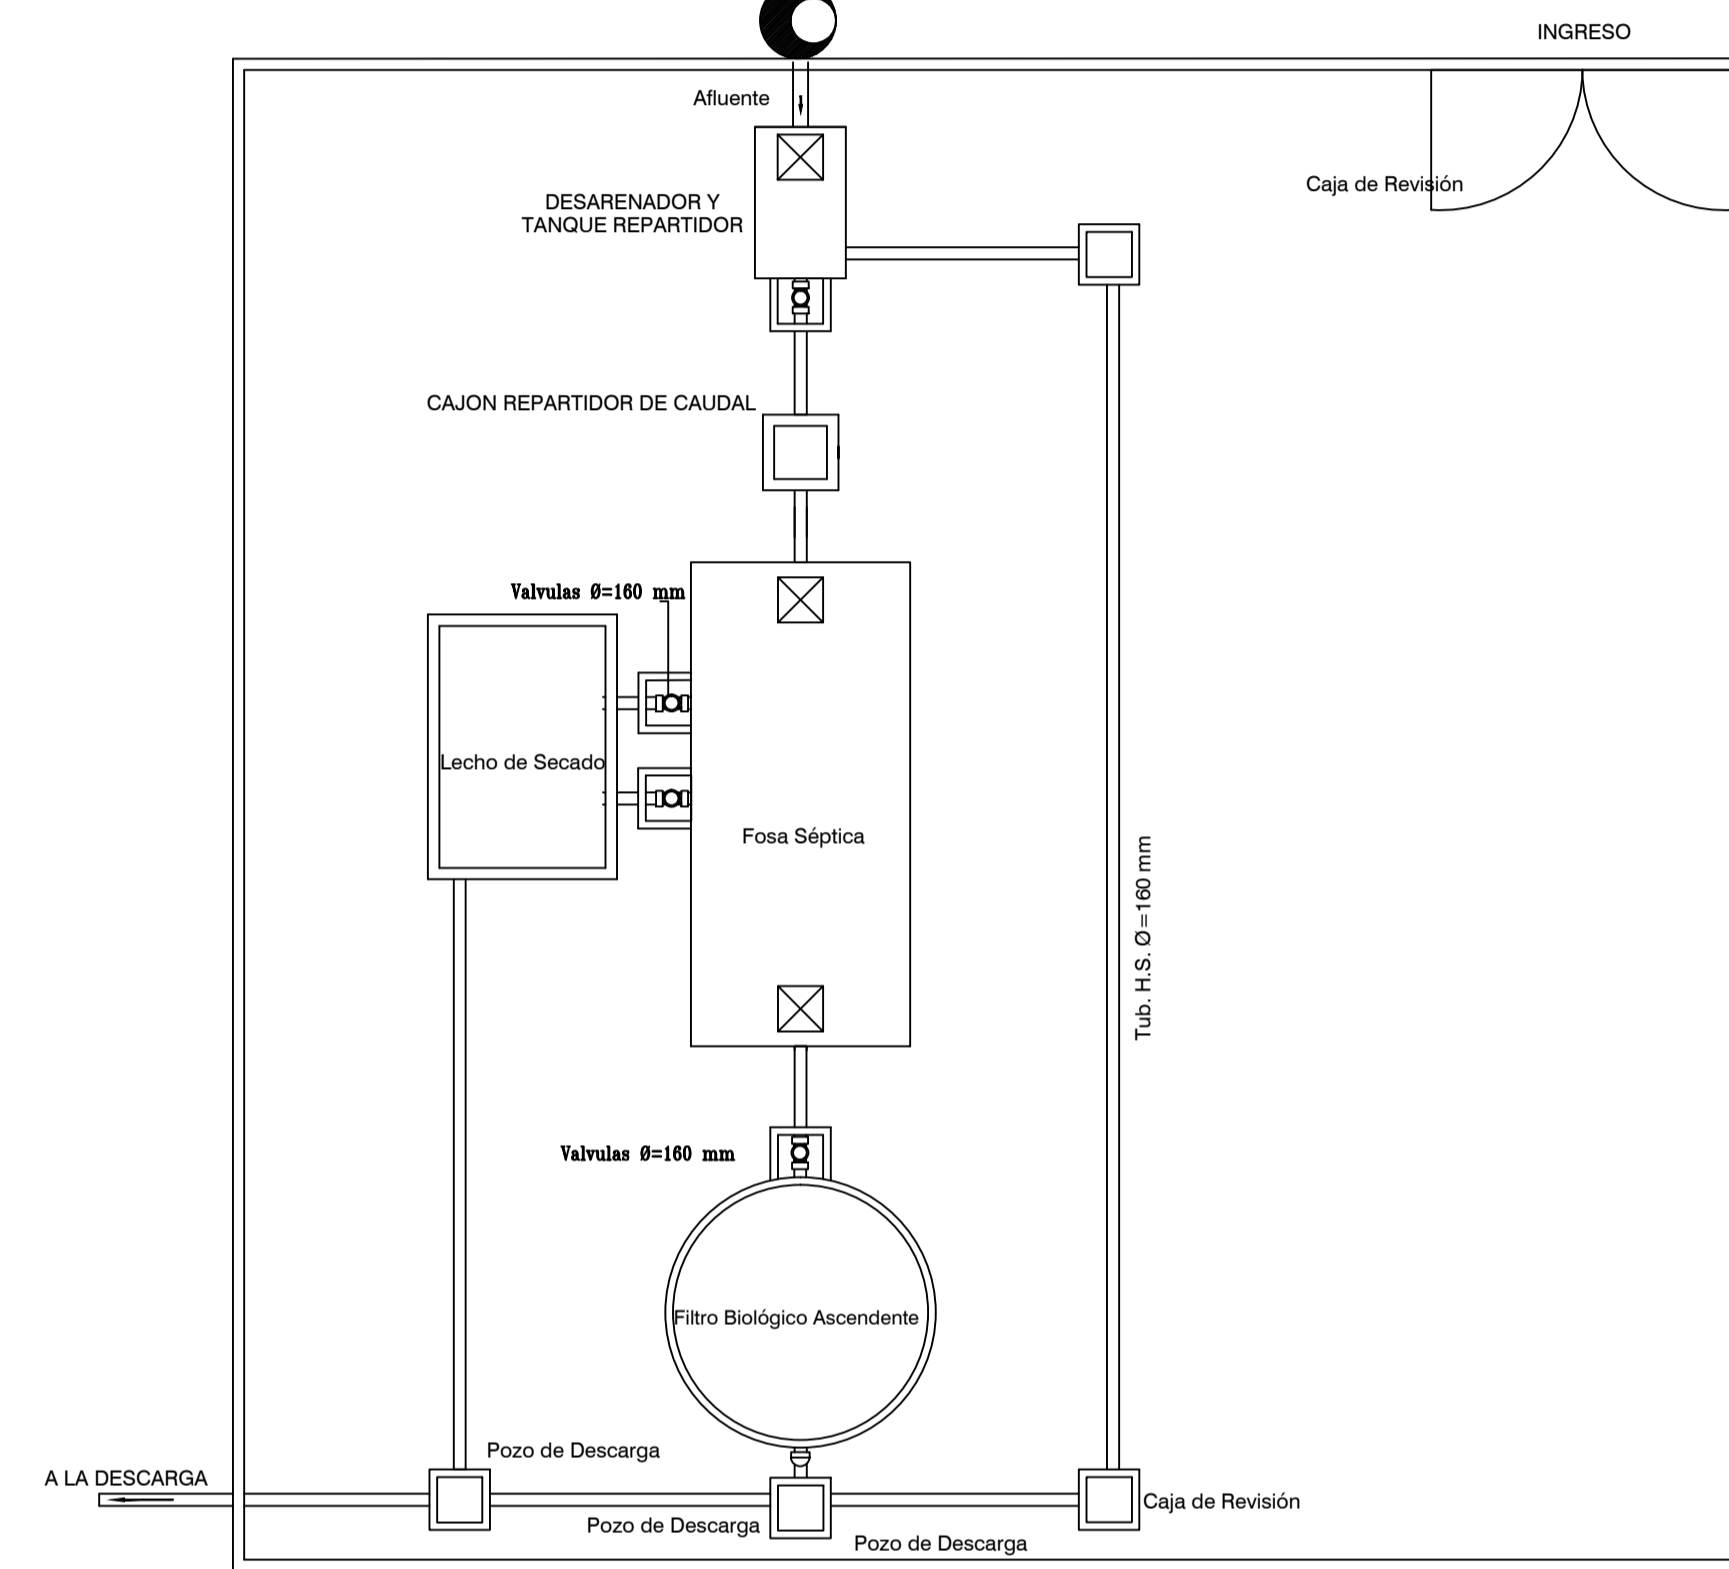 INGRESO
Afluente
Caja de Revisión
DESARENADOR Y
TANQUE REPARTIDOR
CAJON REPARTIDOR DE CAUDAL
Valvulas Ø=160 mm
Lecho de Secado
Fosa Séptica
Tub. H.S. Ø=160 mm
Valvulas Ø=160 mm
Filtro Biológico Ascendente
Pozo de Descarga
A LA DESCARGA
Caja de Revisión
Pozo de Descarga
Pozo de Descarga